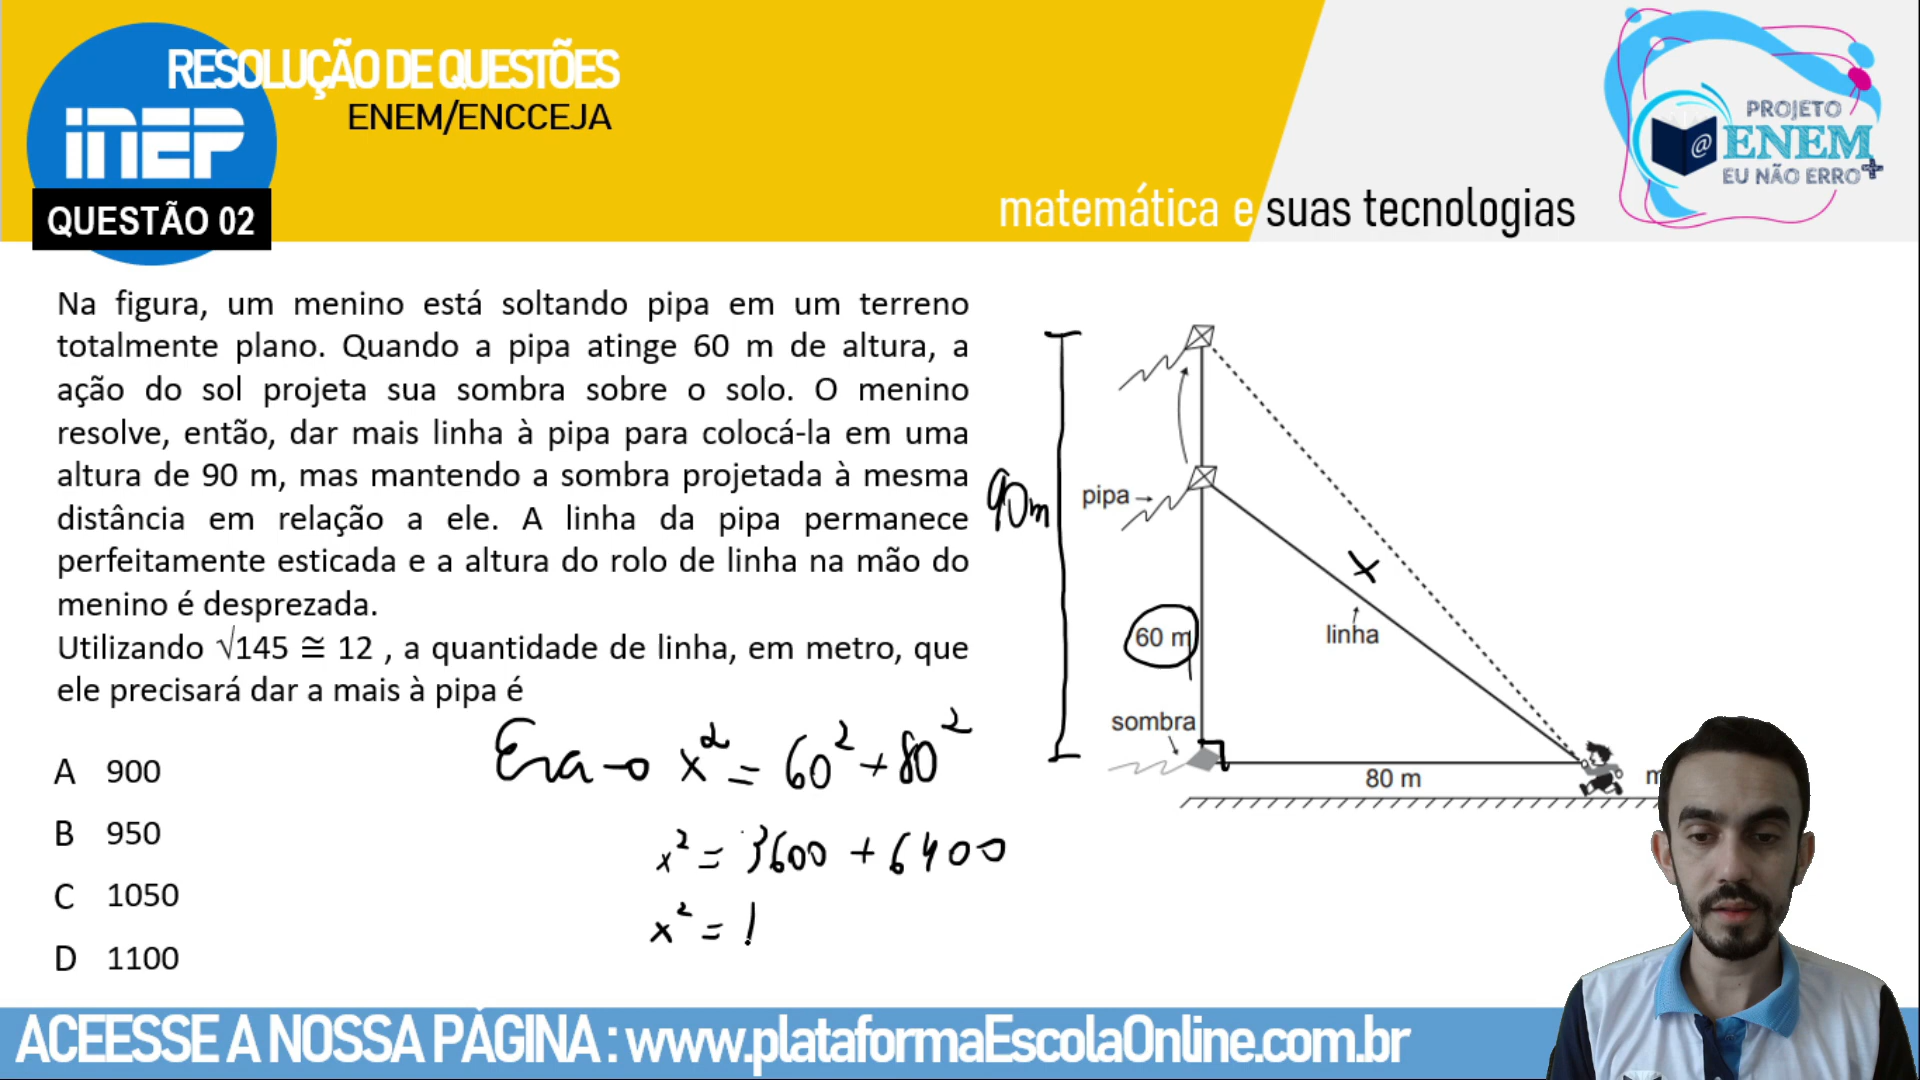 RESOLUÇÃO DE QUESTÕES
ENEM/ENCCEJA
INEP
QUESTÃO 02
matemática e suas tecnologias
PROJETO
@ENEM
EU NÃO ERRO+
Na figura, um menino está soltando pipa em um terreno
totalmente plano. Quando a pipa atinge 60 m de altura, a
ação do sol projeta sua sombra sobre o solo. O menino
resolve, então, dar mais linha à pipa para colocá-la em uma
altura de 90 m, mas mantendo a sombra projetada à mesma
distância em relação a ele. A linha da pipa permanece
perfeitamente esticada e a altura do rolo de linha na mão do
menino é desprezada.
Utilizando √145 ≅ 12 , a quantidade de linha, em metro, que
ele precisará dar a mais à pipa é
A 900
B 950
C 1050
D 1100
Era → x² = 60² + 80²
x² = 3600 + 6400
x² = 1
90m
pipa
x
linha
60 m
sombra
80 m
m
ACEESSE A NOSSA PÁGINA : www.plataformaEscolaOnline.com.br